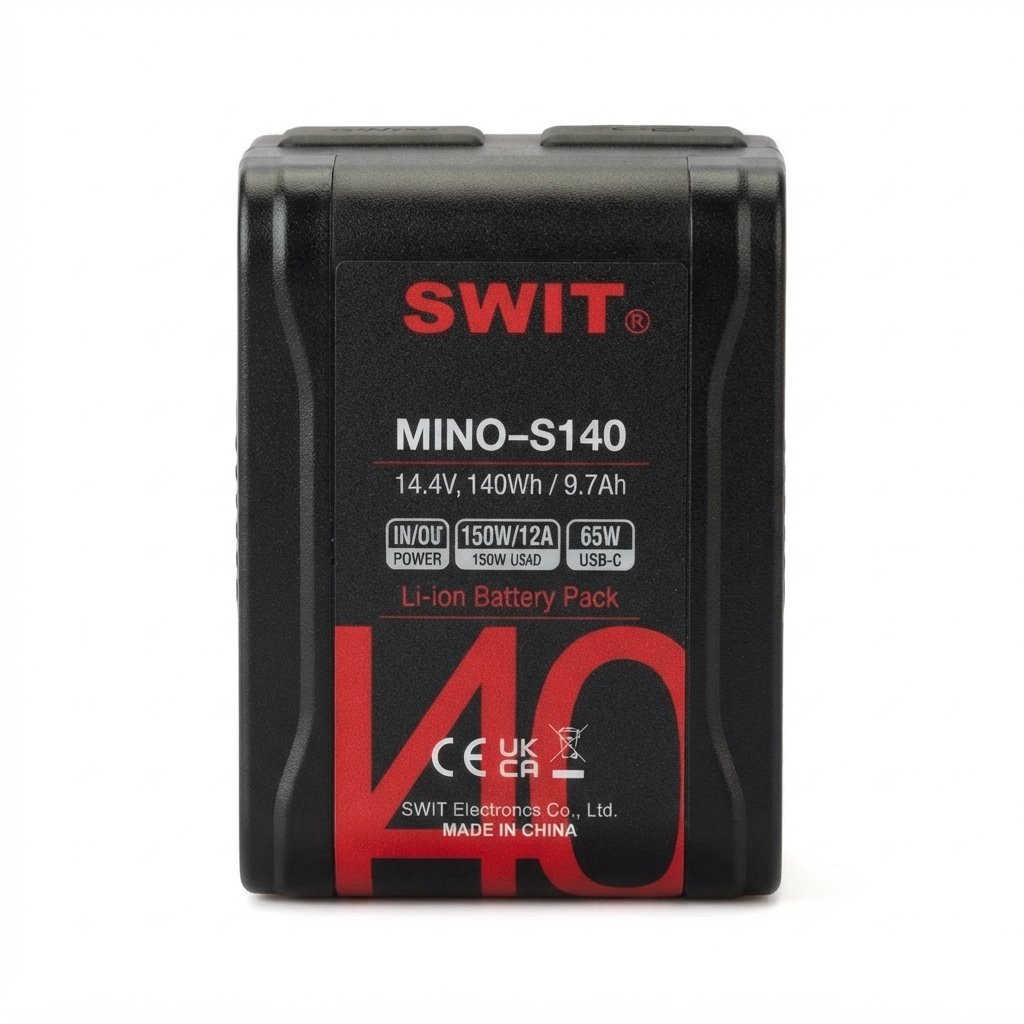 SWIT®
MINO–S140
14.4V, 140Wh / 9.7Ah
IN/OU 150W/12A 65W
POWER 150W USAD USB-C
Li-ion Battery Pack
140
CE UK
CA
SWIT Electroncs Co., Ltd.
MADE IN CHINA